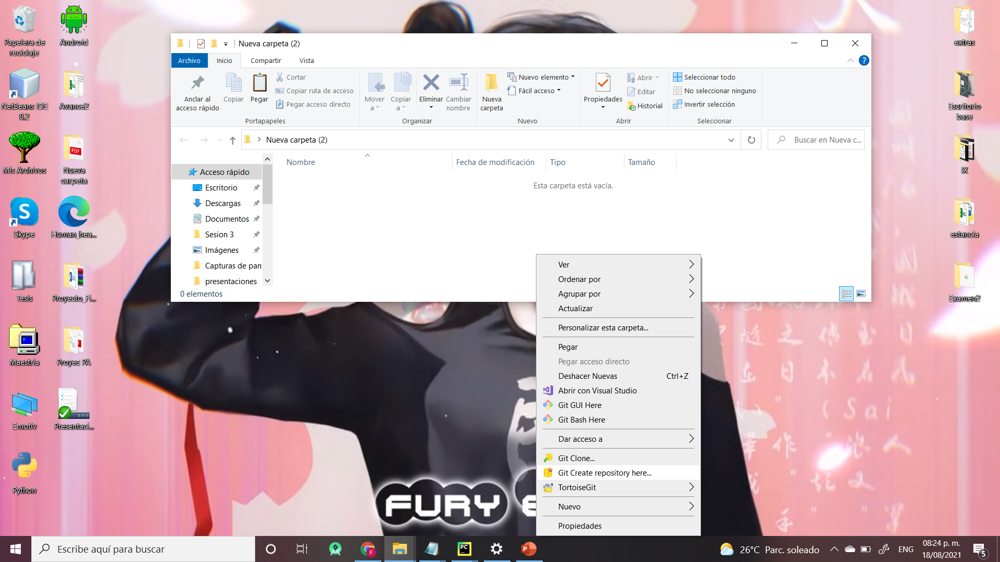 Papelera de
reciclaje
Android
NetBeans IDE
8.2
Avance2
Mis Archivos
Nueva
carpeta
Skype
Human_hea...
Tesis
Proyecto_Fi...
Maestria
Proyec PA
Emotiv
Presentaci...
Python
Nueva carpeta (2)
Archivo
Inicio
Compartir
Vista
?
Anclar al
acceso rápido
Copiar
Pegar
Cortar
Copiar ruta de acceso
Pegar acceso directo
Portapapeles
Mover
a
Copiar
a
Eliminar
Cambiar
nombre
Organizar
Nueva
carpeta
Nuevo elemento
Fácil acceso
Nuevo
Propiedades
Abrir
Editar
Historial
Abrir
Seleccionar todo
No seleccionar ninguno
Invertir selección
Seleccionar
Nueva carpeta (2)
Buscar en Nueva c...
Acceso rápido
Escritorio
Descargas
Documentos
Sesion 3
Imágenes
Capturas de pan
presentaciones
Nombre
Fecha de modificación
Tipo
Tamaño
Esta carpeta está vacía.
0 elementos
Ver
Ordenar por
Agrupar por
Actualizar
Personalizar esta carpeta...
Pegar
Pegar acceso directo
Deshacer Nuevas Ctrl+Z
Abrir con Visual Studio
Git GUI Here
Git Bash Here
Dar acceso a
Git Clone...
Git Create repository here...
TortoiseGit
Nuevo
Propiedades
extras
Escritorio
base
IX
estancia
Examen2
FURY
(Sai
Escribe aquí para buscar
26°C Parc. soleado
ENG
08:24 p. m.
18/08/2021
5